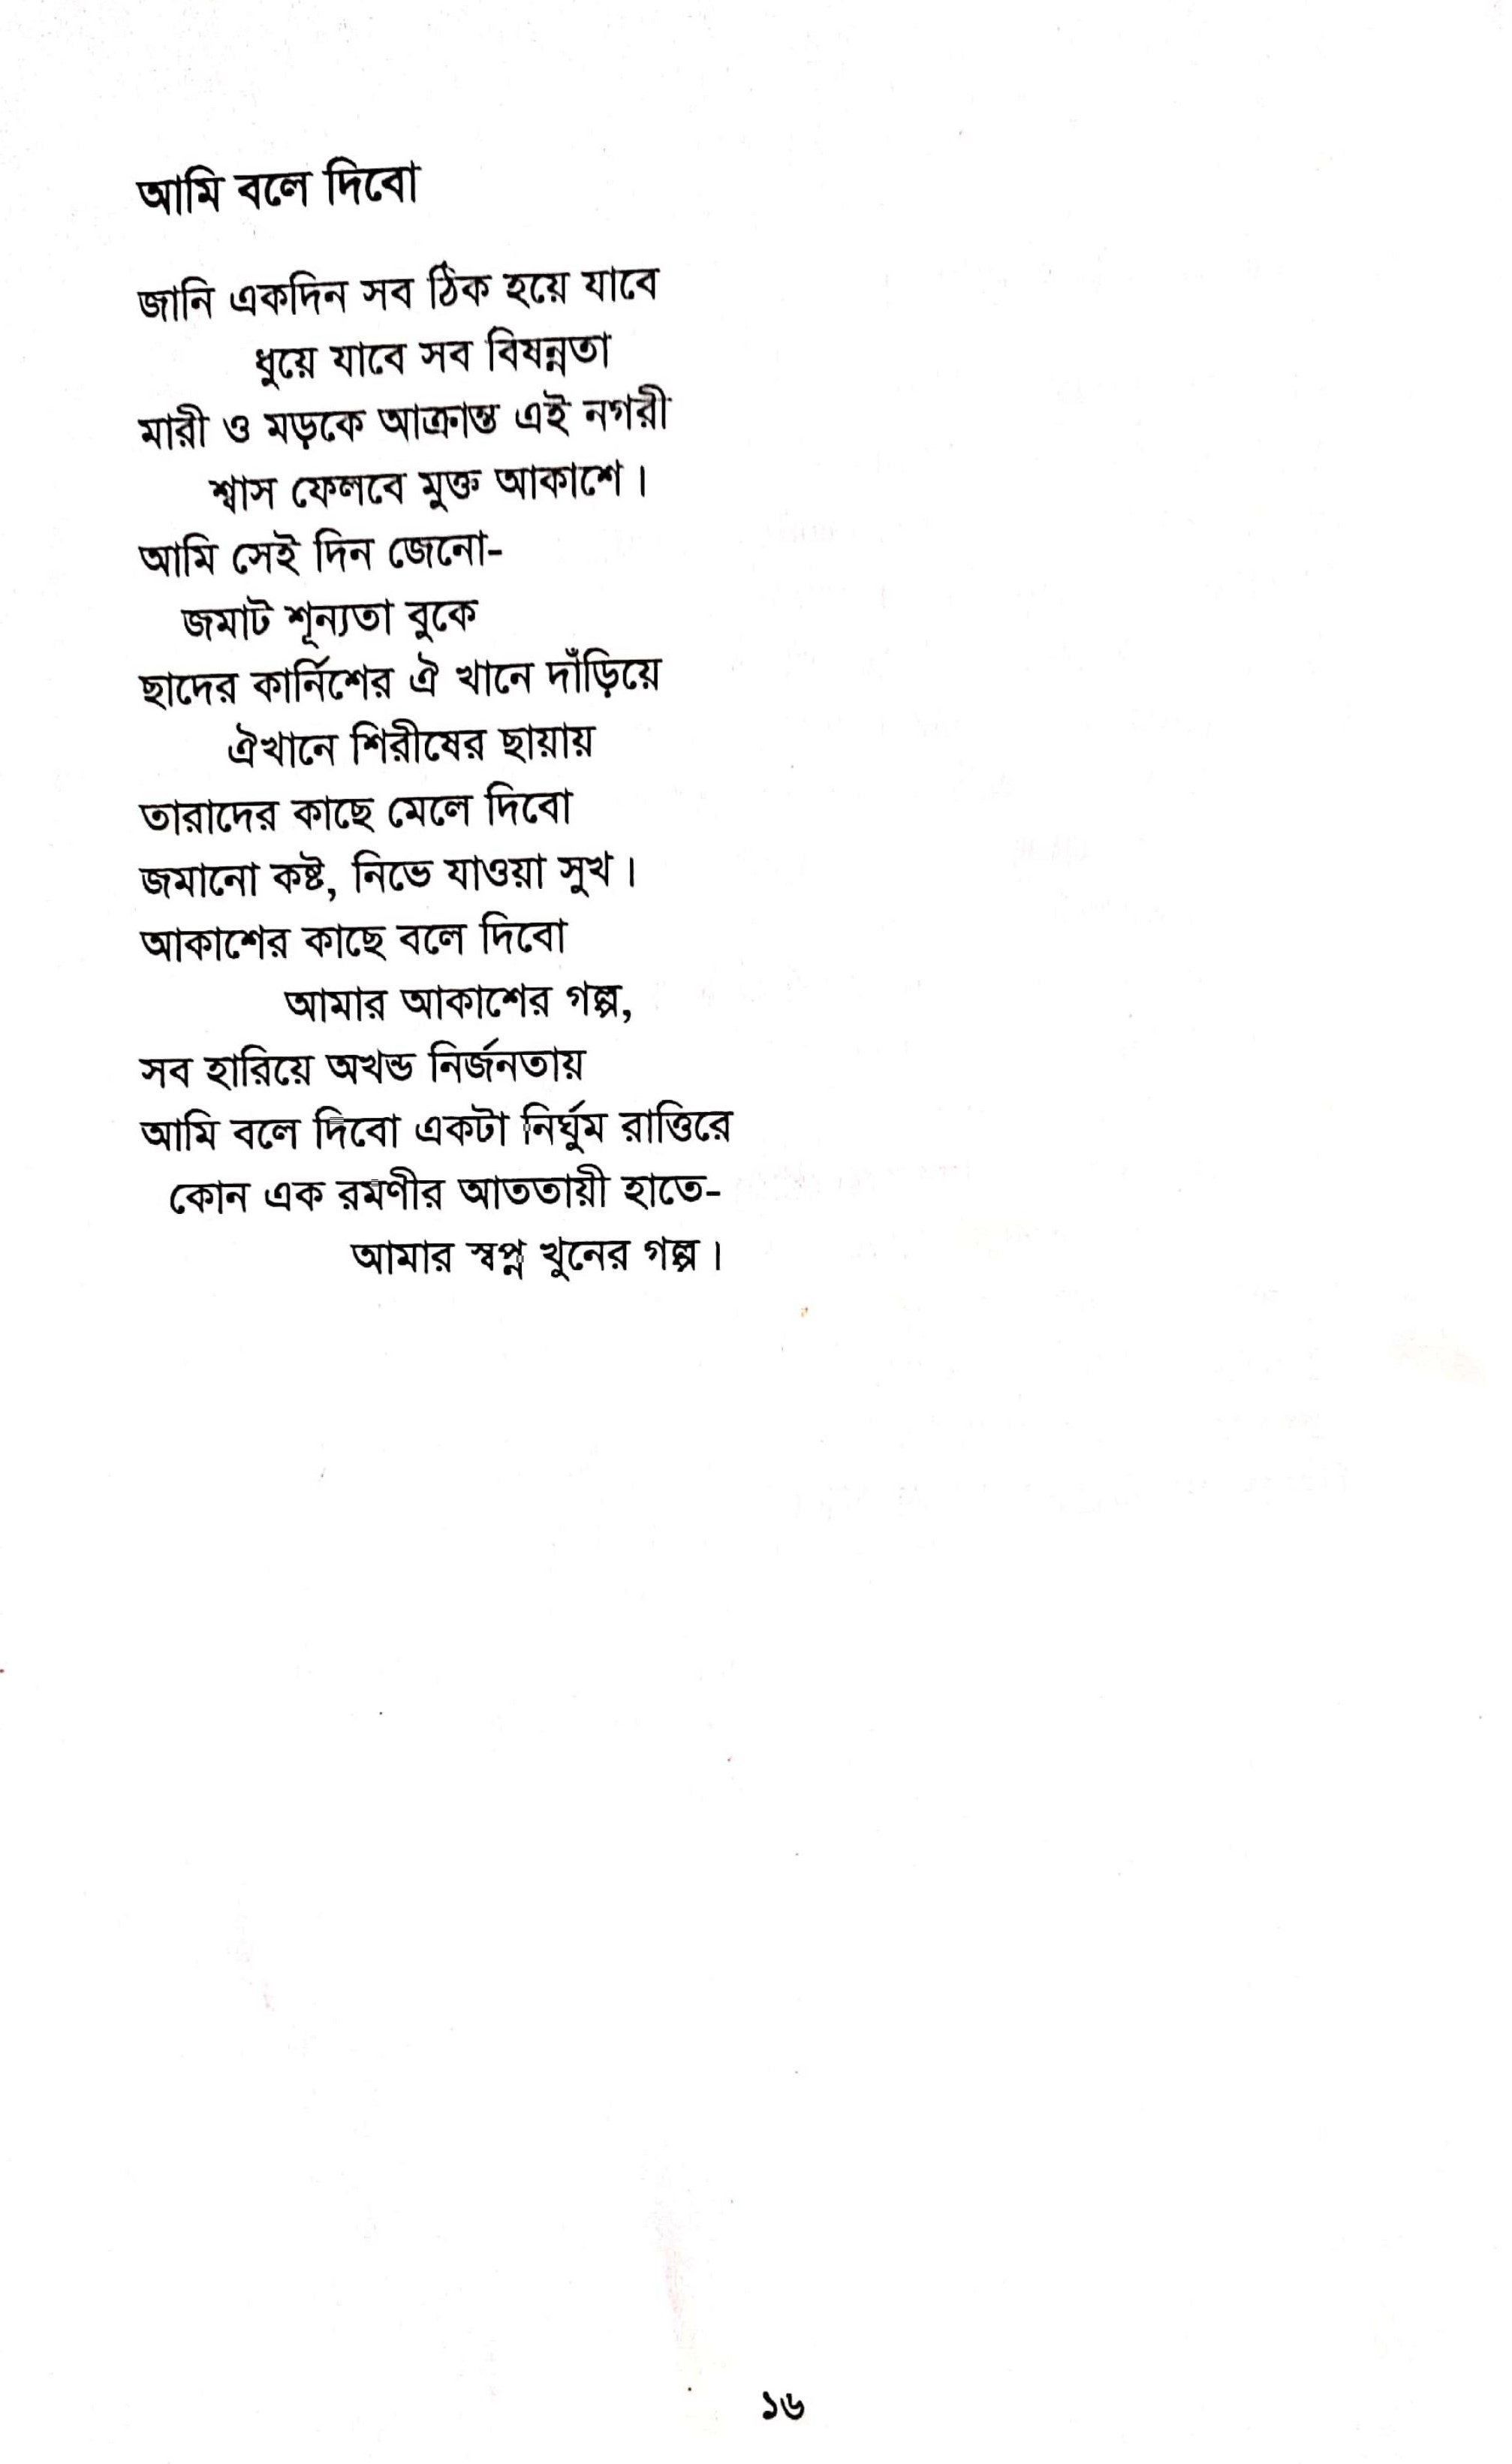 আমি বলে দিবো
জানি একদিন সব ঠিক হয়ে যাবে
ধুয়ে যাবে সব বিষন্নতা
মারী ও মড়কে আক্রান্ত এই নগরী
শ্বাস ফেলবে মুক্ত আকাশে।
আমি সেই দিন জেনো-
জমাট শূন্যতা বুকে
ছাদের কার্নিশের ঐ খানে দাঁড়িয়ে
ঐখানে শিরীষের ছায়ায়
তারাদের কাছে মেলে দিবো
জমানো কষ্ট, নিভে যাওয়া সুখ।
আকাশের কাছে বলে দিবো
আমার আকাশের গল্প,
সব হারিয়ে অখন্ড নির্জনতায়
আমি বলে দিবো একটা নির্ঘুম রাত্তিরে
কোন এক রমণীর আততায়ী হাতে-
আমার স্বপ্ন খুনের গল্প।
১৬